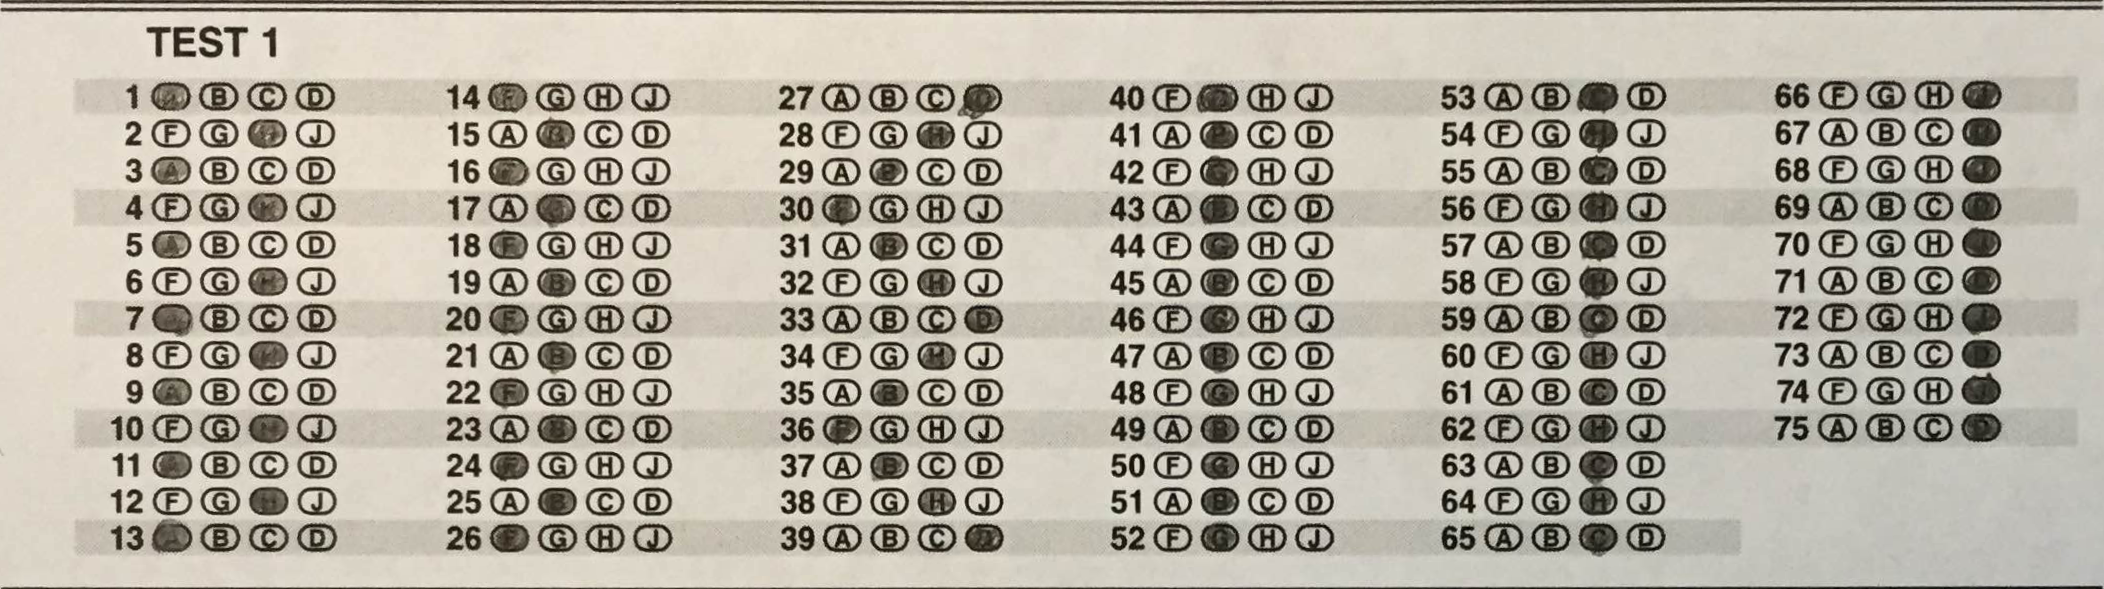 TEST 1
1 A B C D 14 F G H J 27 A B C D 40 F G H J 53 A B C D 66 F G H J
2 F G H J 15 A B C D 28 F G H J 41 A B C D 54 F G H J 67 A B C D
3 A B C D 16 F G H J 29 A B C D 42 F G H J 55 A B C D 68 F G H J
4 F G H J 17 A B C D 30 F G H J 43 A B C D 56 F G H J 69 A B C D
5 A B C D 18 F G H J 31 A B C D 44 F G H J 57 A B C D 70 F G H J
6 F G H J 19 A B C D 32 F G H J 45 A B C D 58 F G H J 71 A B C D
7 B C D 20 F G H J 33 A B C D 46 F G H J 59 A B C D 72 F G H J
8 F G H J 21 A B C D 34 F G H J 47 A B C D 60 F G H J 73 A B C D
9 A B C D 22 F G H J 35 A B C D 48 F G H J 61 A B C D 74 F G H J
10 F G H J 23 A B C D 36 F G H J 49 A B C D 62 F G H J 75 A B C D
11 A B C D 24 F G H J 37 A B C D 50 F G H J 63 A B C D
12 F G H J 25 A B C D 38 F G H J 51 A B C D 64 F G H J
13 A B C D 26 F G H J 39 A B C D 52 F G H J 65 A B C D